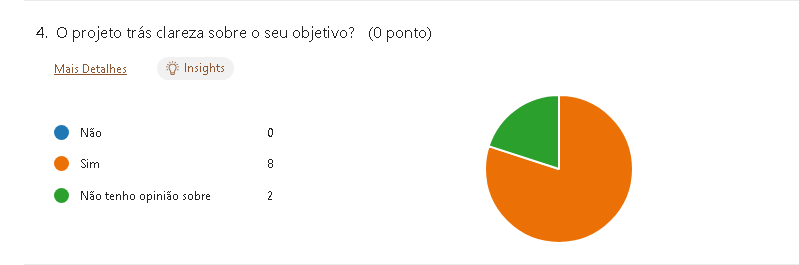 4. O projeto trás clareza sobre o seu objetivo? (0 ponto)
Mais Detalhes Insights
Não 0
Sim 8
Não tenho opinião sobre 2